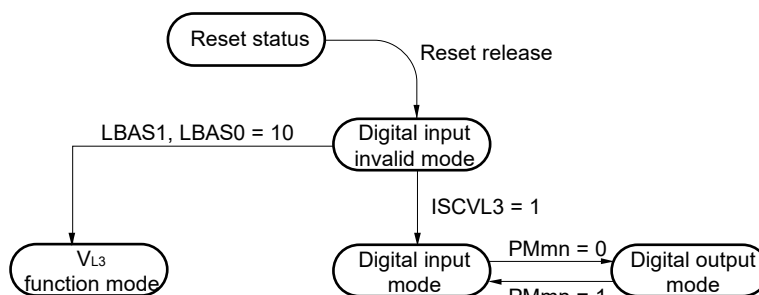 Reset status
Reset release
LBAS1, LBAS0 = 10
Digital input
invalid mode
ISCVL3 = 1
VL3
function mode
Digital input
mode
PMmn = 0
PMmn = 1
Digital output
mode